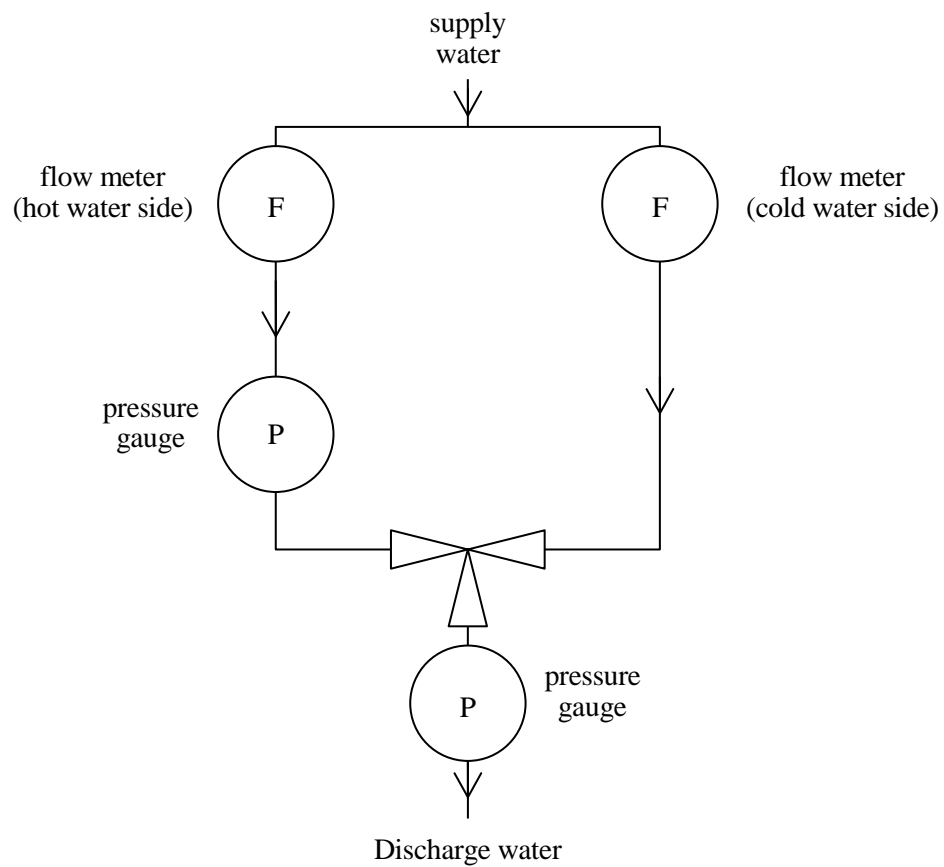 supply
water
flow meter
(hot water side)
F
F
flow meter
(cold water side)
pressure
gauge
P
P
pressure
gauge
Discharge water